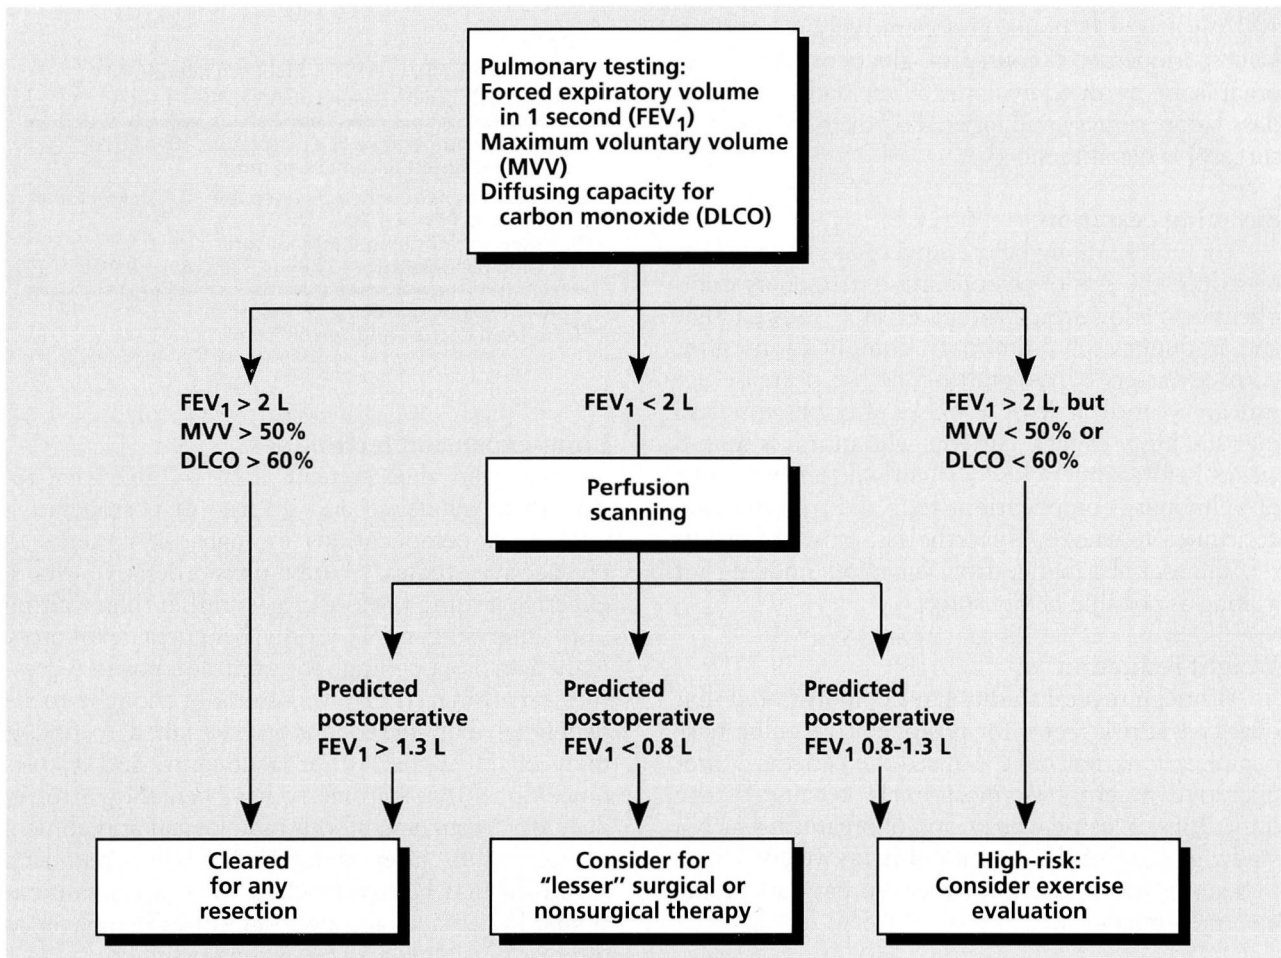 Pulmonary testing:
Forced expiratory volume
in 1 second (FEV₁)
Maximum voluntary volume
(MVV)
Diffusing capacity for
carbon monoxide (DLCO)
FEV₁ > 2 L
MVV > 50%
DLCO > 60%
FEV₁ < 2 L
FEV₁ > 2 L, but
MVV < 50% or
DLCO < 60%
Perfusion
scanning
Predicted
postoperative
FEV₁ > 1.3 L
Predicted
postoperative
FEV₁ < 0.8 L
Predicted
postoperative
FEV₁ 0.8-1.3 L
Cleared
for any
resection
Consider for
“lesser” surgical or
nonsurgical therapy
High-risk:
Consider exercise
evaluation